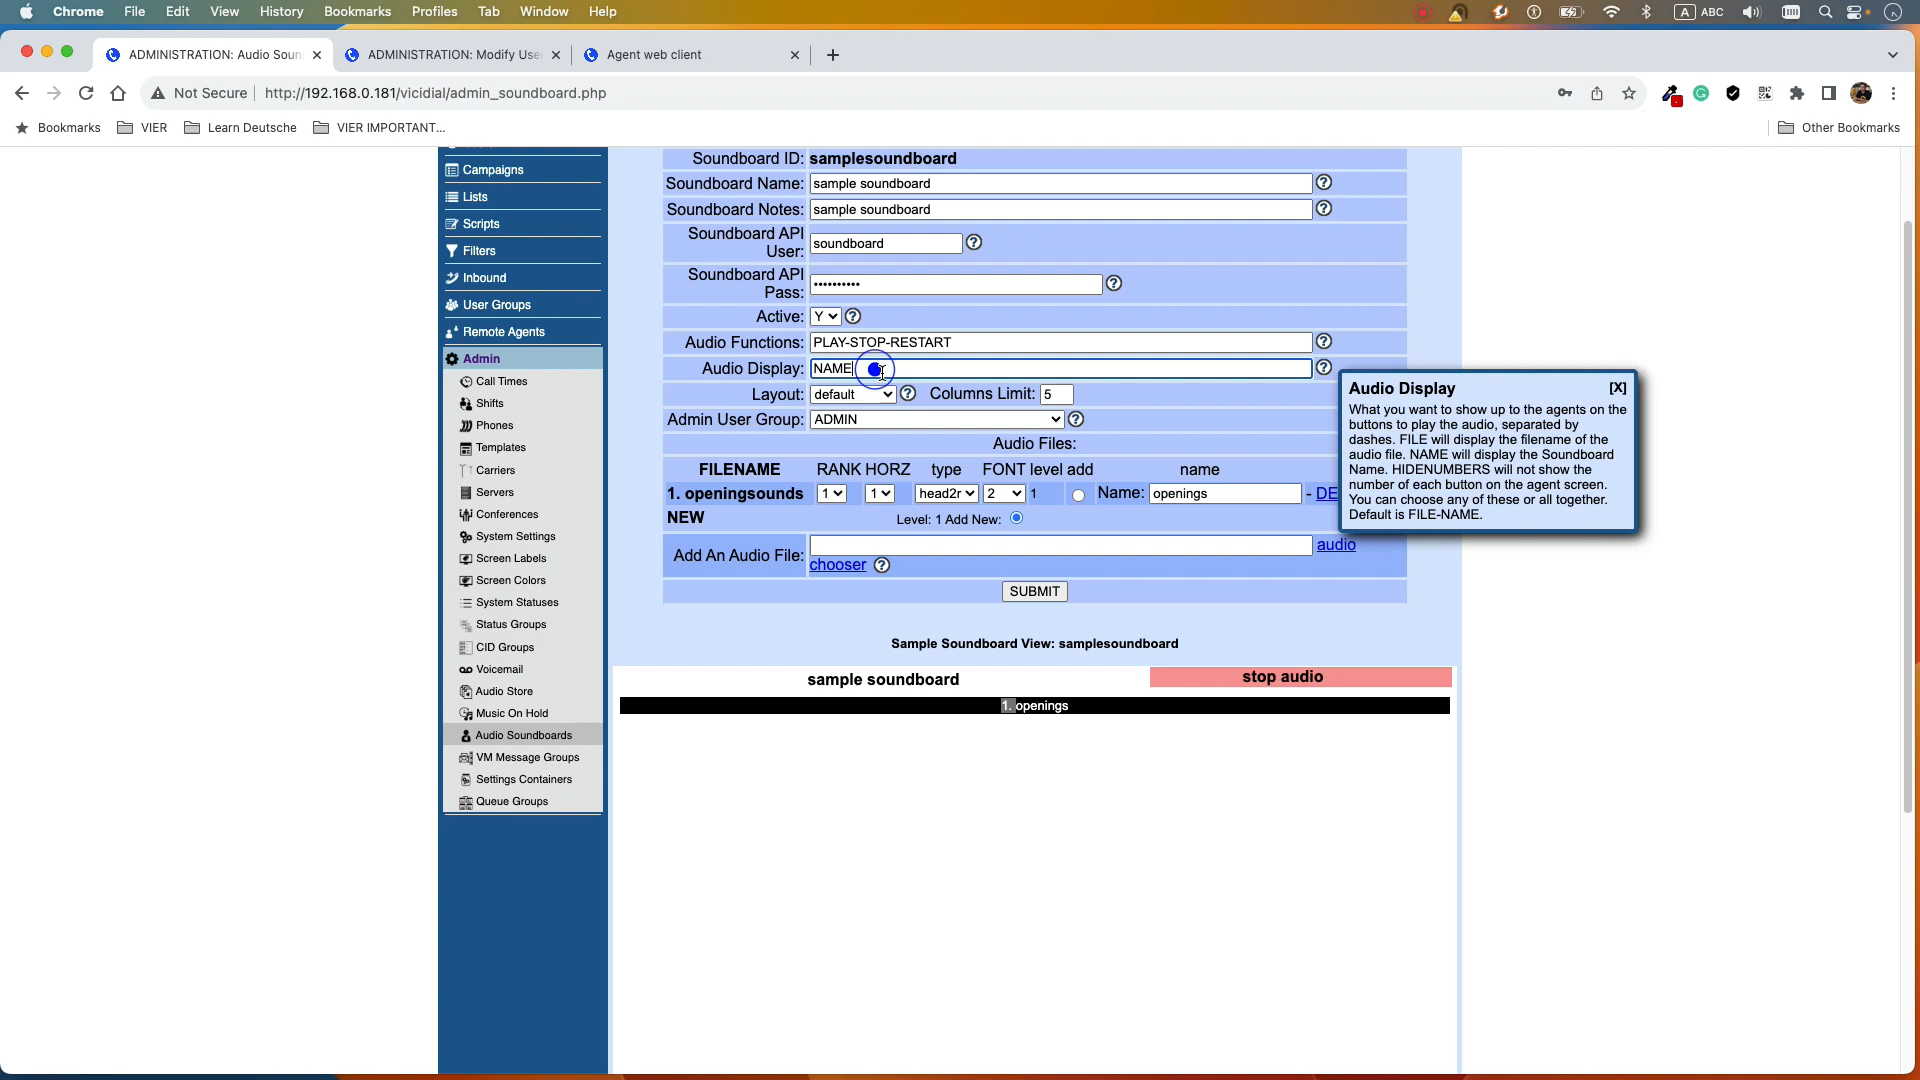 Chrome File Edit View History Bookmarks Profiles Tab Window Help A ABC
ADMINISTRATION: Audio Soun ADMINISTRATION: Modify Use Agent web client
Not Secure http://192.168.0.181/vicidial/admin_soundboard.php
Bookmarks VIER Learn Deutsche VIER IMPORTANT... Other Bookmarks
Campaigns
Lists
Scripts
Filters
Inbound
User Groups
Remote Agents
Admin
Call Times
Shifts
Phones
Templates
Carriers
Servers
Conferences
System Settings
Screen Labels
Screen Colors
System Statuses
Status Groups
CID Groups
Voicemail
Audio Store
Music On Hold
Audio Soundboards
VM Message Groups
Settings Containers
Queue Groups
Soundboard ID: samplesoundboard
Soundboard Name: sample soundboard
Soundboard Notes: sample soundboard
Soundboard API
User: soundboard
Soundboard API
Pass: ••••••••••
Active: Y
Audio Functions: PLAY-STOP-RESTART
Audio Display: NAME
Layout: default Columns Limit: 5
Admin User Group: ADMIN
Audio Files:
FILENAME RANK HORZ type FONT level add name
1. openingsounds 1 1 head2r 2 1 Name: openings - DE
NEW Level: 1 Add New:
Add An Audio File: audio
chooser
SUBMIT
Audio Display [X]
What you want to show up to the agents on the
buttons to play the audio, separated by
dashes. FILE will display the filename of the
audio file. NAME will display the Soundboard
Name. HIDENUMBERS will not show the
number of each button on the agent screen.
You can choose any of these or all together.
Default is FILE-NAME.
Sample Soundboard View: samplesoundboard
sample soundboard stop audio
1. openings